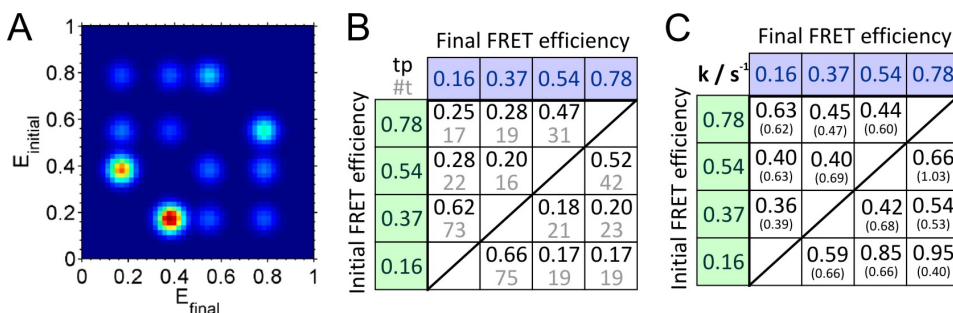 A
1
0.8
0.6
0.4
0.2
0
E_initial
0 0.2 0.4 0.6 0.8 1
E_final
B
Final FRET efficiency
Initial FRET efficiency
tp
#t
0.16 0.37 0.54 0.78
0.78 0.25 0.28 0.47
17 19 31
0.54 0.28 0.20 0.52
22 16 42
0.37 0.62 0.18 0.20
73 21 23
0.16 0.66 0.17 0.17
75 19 19
C
Final FRET efficiency
Initial FRET efficiency
k / s⁻¹ 0.16 0.37 0.54 0.78
0.78 0.63 0.45 0.44
(0.62) (0.47) (0.60)
0.54 0.40 0.40 0.66
(0.63) (0.69) (1.03)
0.37 0.36 0.42 0.54
(0.39) (0.68) (0.53)
0.16 0.59 0.85 0.95
(0.66) (0.66) (0.40)